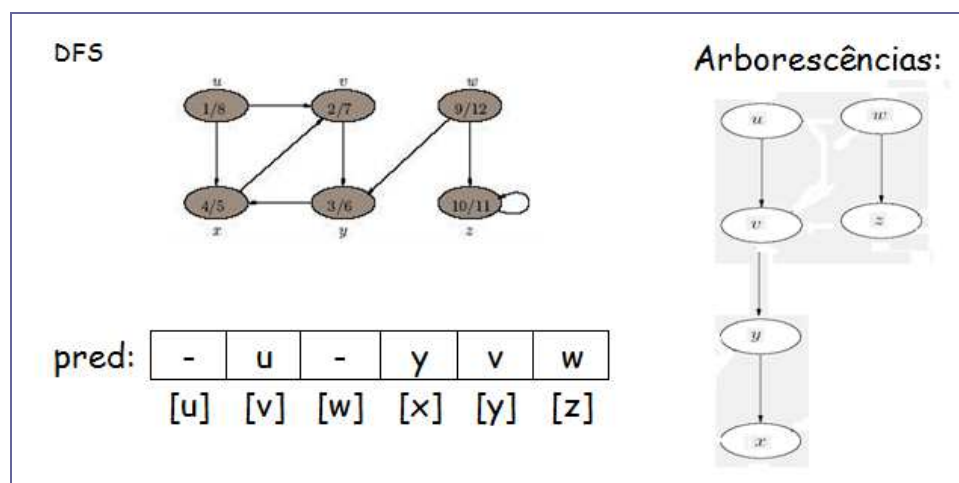 DFS
Arborescências:
u v w
1/8 2/7 9/12
4/5 3/6 10/11
x y z
u w
v z
y
x
pred: - u - y v w
[u] [v] [w] [x] [y] [z]